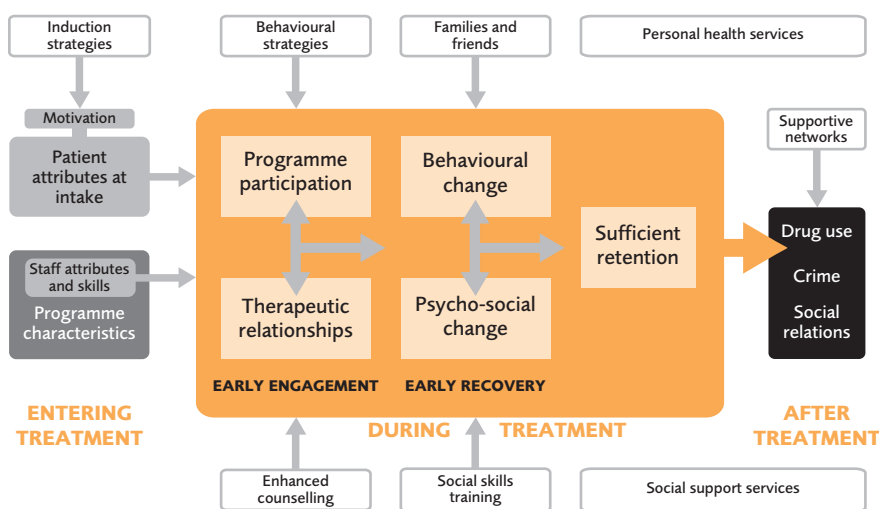 Induction
strategies
Behavioural
strategies
Families and
friends
Personal health services
Motivation
Patient
attributes at
intake
Staff attributes
and skills
Programme
characteristics
Programme
participation
Therapeutic
relationships
EARLY ENGAGEMENT
Behavioural
change
Psycho-social
change
EARLY RECOVERY
Sufficient
retention
Supportive
networks
Drug use
Crime
Social
relations
ENTERING
TREATMENT
DURING TREATMENT
AFTER
TREATMENT
Enhanced
counselling
Social skills
training
Social support services